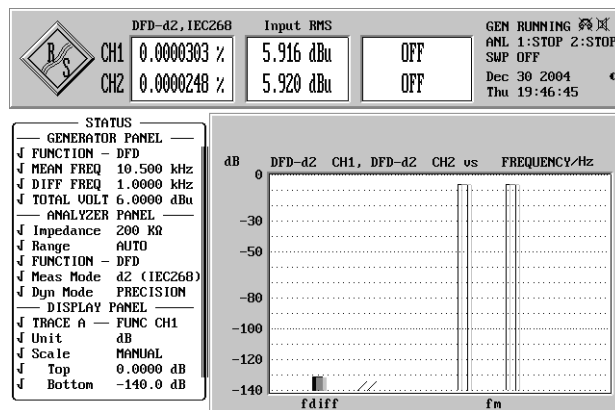 DFD-d2,IEC268 Input RMS GEN RUNNING
R S CH1 0.0000303 % 5.916 dBu OFF ANL 1:STOP 2:STOP
SWP OFF
CH2 0.0000248 % 5.920 dBu OFF Dec 30 2004
Thu 19:46:45
STATUS
GENERATOR PANEL
FUNCTION - DFD
MEAN FREQ 10.500 kHz
DIFF FREQ 1.0000 kHz
TOTAL VOLT 6.0000 dBu
ANALYZER PANEL
Impedance 200 KΩ
Range AUTO
FUNCTION - DFD
Meas Mode d2 (IEC268)
Dyn Mode PRECISION
DISPLAY PANEL
TRACE A — FUNC CH1
Unit dB
Scale MANUAL
Top 0.0000 dB
Bottom -140.0 dB
dB DFD-d2 CH1, DFD-d2 CH2 vs FREQUENCY/Hz
0
-30
-50
-80
-100
-120
-140
fdiff fm